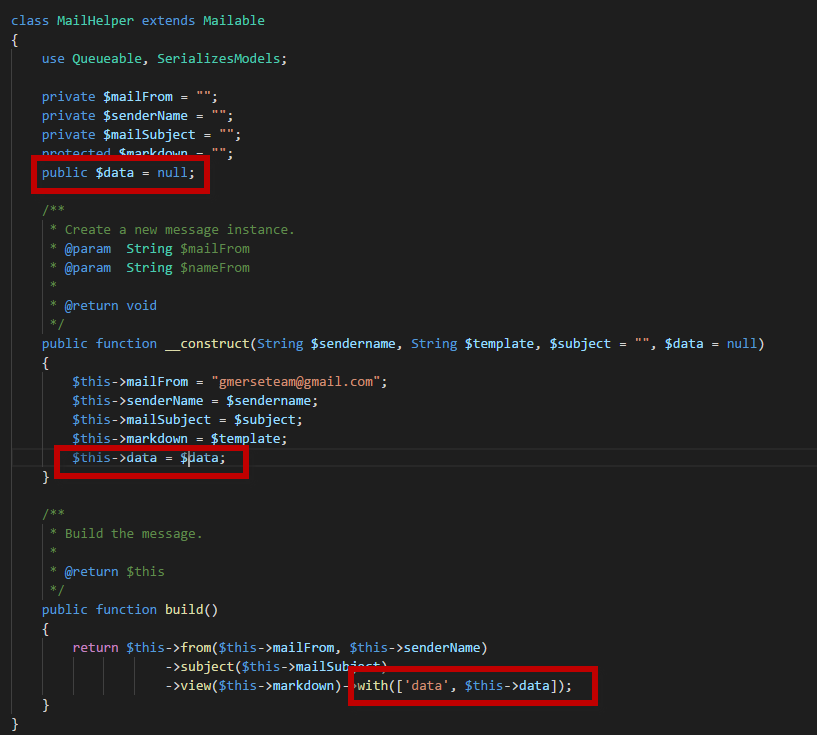 class MailHelper extends Mailable
{
    use Queueable, SerializesModels;
    private $mailFrom = "";
    private $senderName = "";
    private $mailSubject = "";
    protected $markdown = "";
    public $data = null;
    /**
     * Create a new message instance.
     * @param  String $mailFrom
     * @param  String $nameFrom
     *
     * @return void
     */
    public function __construct(String $sendername, String $template, $subject = "", $data = null)
    {
        $this->mailFrom = "gmerseteam@gmail.com";
        $this->senderName = $sendername;
        $this->mailSubject = $subject;
        $this->markdown = $template;
        $this->data = $data;
    }
    /**
     * Build the message.
     *
     * @return $this
     */
    public function build()
    {
        return $this->from($this->mailFrom, $this->senderName)
                    ->subject($this->mailSubject)
                    ->view($this->markdown)->with(['data', $this->data]);
    }
}